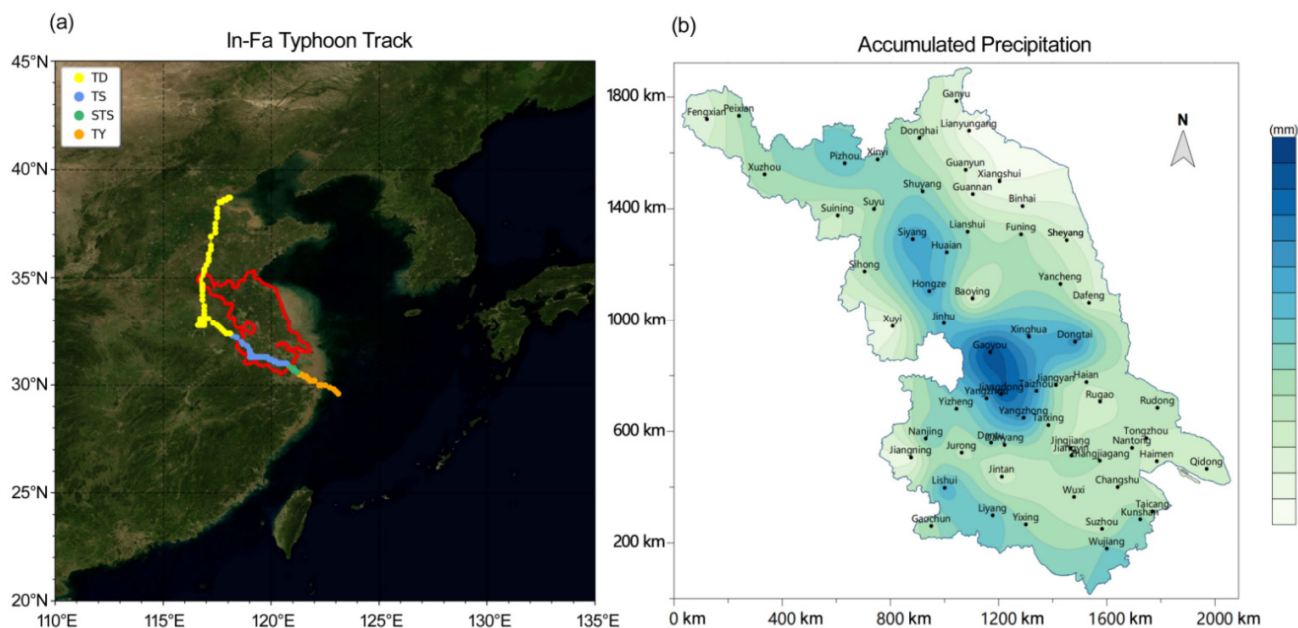 (a)
In-Fa Typhoon Track
45°N
40°N
35°N
30°N
25°N
20°N
110°E 115°E 120°E 125°E 130°E 135°E
TD
TS
STS
TY
(b)
Accumulated Precipitation
1800 km
1400 km
1000 km
600 km
200 km
0 km 400 km 800 km 1200 km 1600 km 2000 km
N
(mm)
Ganyu
Fengxian Peixian
Lianyungang
Donghai
Pizhou Xinyi
Xuzhou
Guanyun
Xiangshui
Shuyang Guannan
Binhai
Suining Suyu
Siyang Lianshui Funing Sheyang
Huaian
Sihong
Yancheng
Hongze Baoying
Dafeng
Xuyi Jinhu
Xinghua Dongtai
Gaoyou
Jiangyan Haian
Jiangdong Taizhou
Yangzhou
Yizheng
Rugao Rudong
Yangzhong Taixing
Nanjing
Tongzhou
Danyang
Jurong
Jingjiang Nantong
Jiangyin
Zhangjiagang Haimen
Jiangning
Qidong
Jintan
Lishui
Changshu
Wuxi
Taicang
Liyang Kunshan
Gaochun Yixing Suzhou
Wujiang